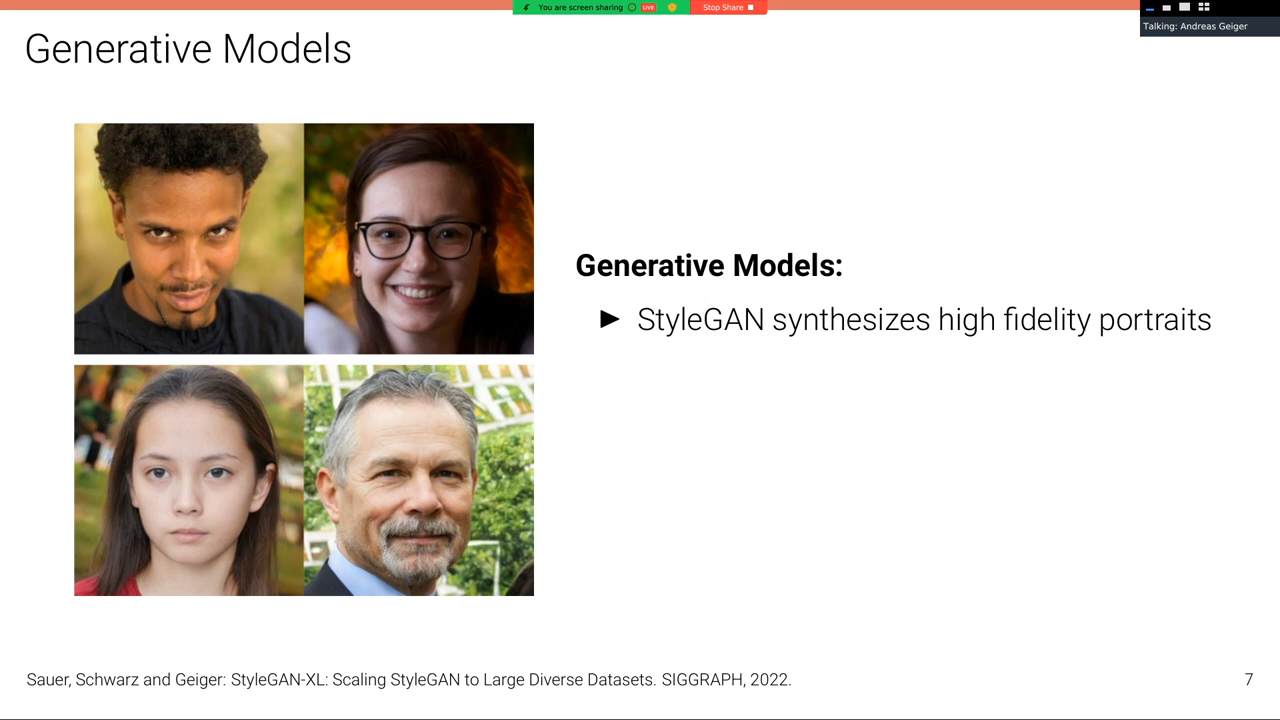 You are screen sharing LIVE Stop Share
Talking: Andreas Geiger
Generative Models
Generative Models:
► StyleGAN synthesizes high fidelity portraits
Sauer, Schwarz and Geiger: StyleGAN-XL: Scaling StyleGAN to Large Diverse Datasets. SIGGRAPH, 2022.
7